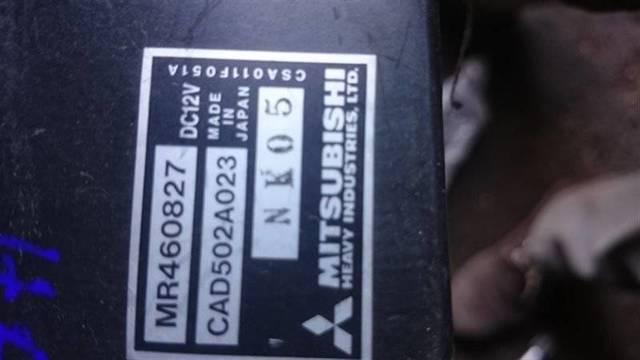 MR460827 DC12V
CAD502A023 MADE IN JAPAN
NK05
MITSUBISHI
HEAVY INDUSTRIES, LTD.
CSA011F051A